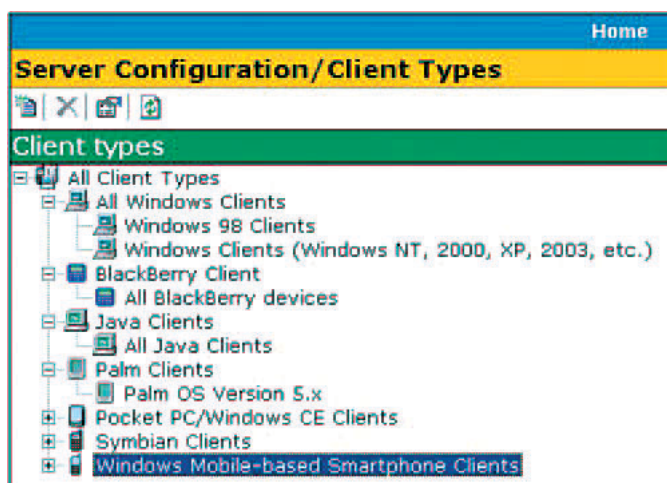 Home
Server Configuration/Client Types
Client types
All Client Types
All Windows Clients
Windows 98 Clients
Windows Clients (Windows NT, 2000, XP, 2003, etc.)
BlackBerry Client
All BlackBerry devices
Java Clients
All Java Clients
Palm Clients
Palm OS Version 5.x
Pocket PC/Windows CE Clients
Symbian Clients
Windows Mobile-based Smartphone Clients